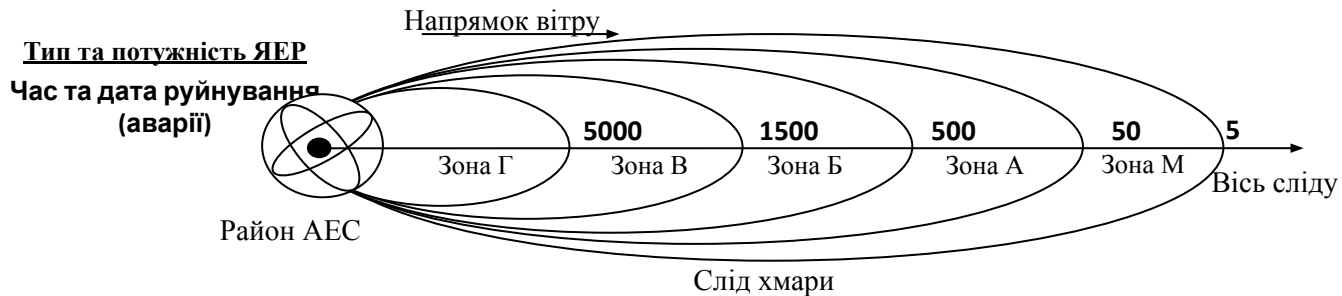 Напрямок вітру
Тип та потужність ЯЕР
Час та дата руйнування
(аварії)
5000 1500 500 50 5
Зона Г Зона В Зона Б Зона А Зона М
Вісь сліду
Район АЕС
Слід хмари